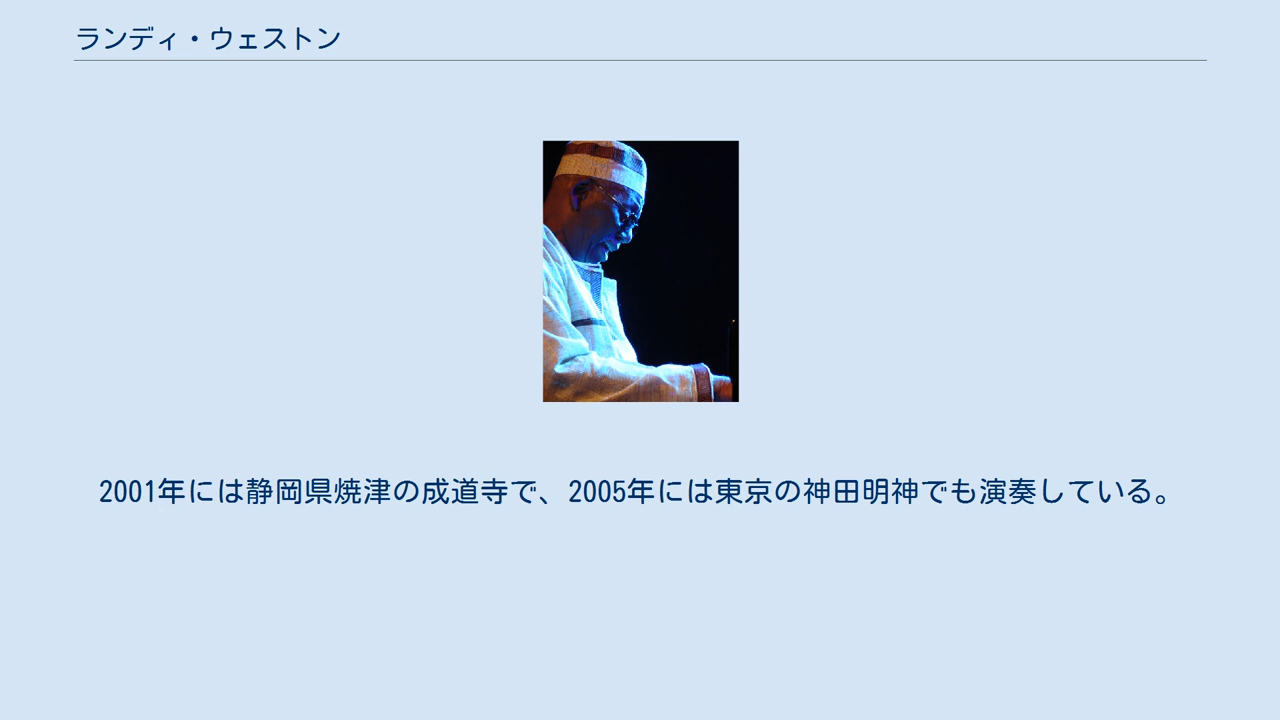 ランディ・ウェストン
2001年には静岡県焼津の成道寺で、2005年には東京の神田明神でも演奏している。